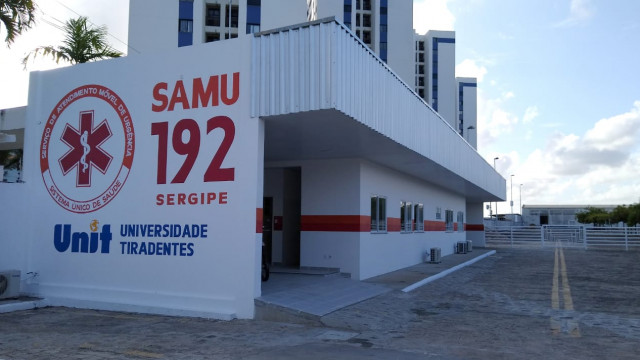 SERVIÇO DE ATENDIMENTO MÓVEL DE URGÊNCIA
SISTEMA ÚNICO DE SAÚDE
SAMU
192
SERGIPE
Unit
UNIVERSIDADE
TIRADENTES